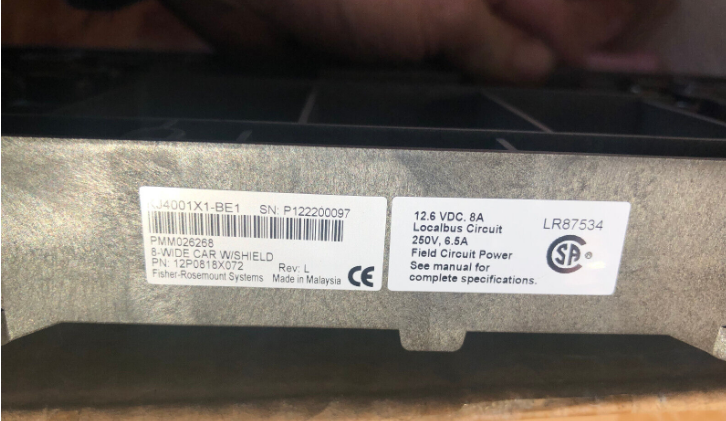 KJ4001X1-BE1 SN: P122200097
PMM026268
8-WIDE CAR W/SHIELD
PN: 12P0818X072 Rev: L
Fisher-Rosemount Systems Made in Malaysia CE
12.6 VDC. 8A
Localbus Circuit
250V, 6.5A
Field Circuit Power
See manual for
complete specifications.
LR87534
SA